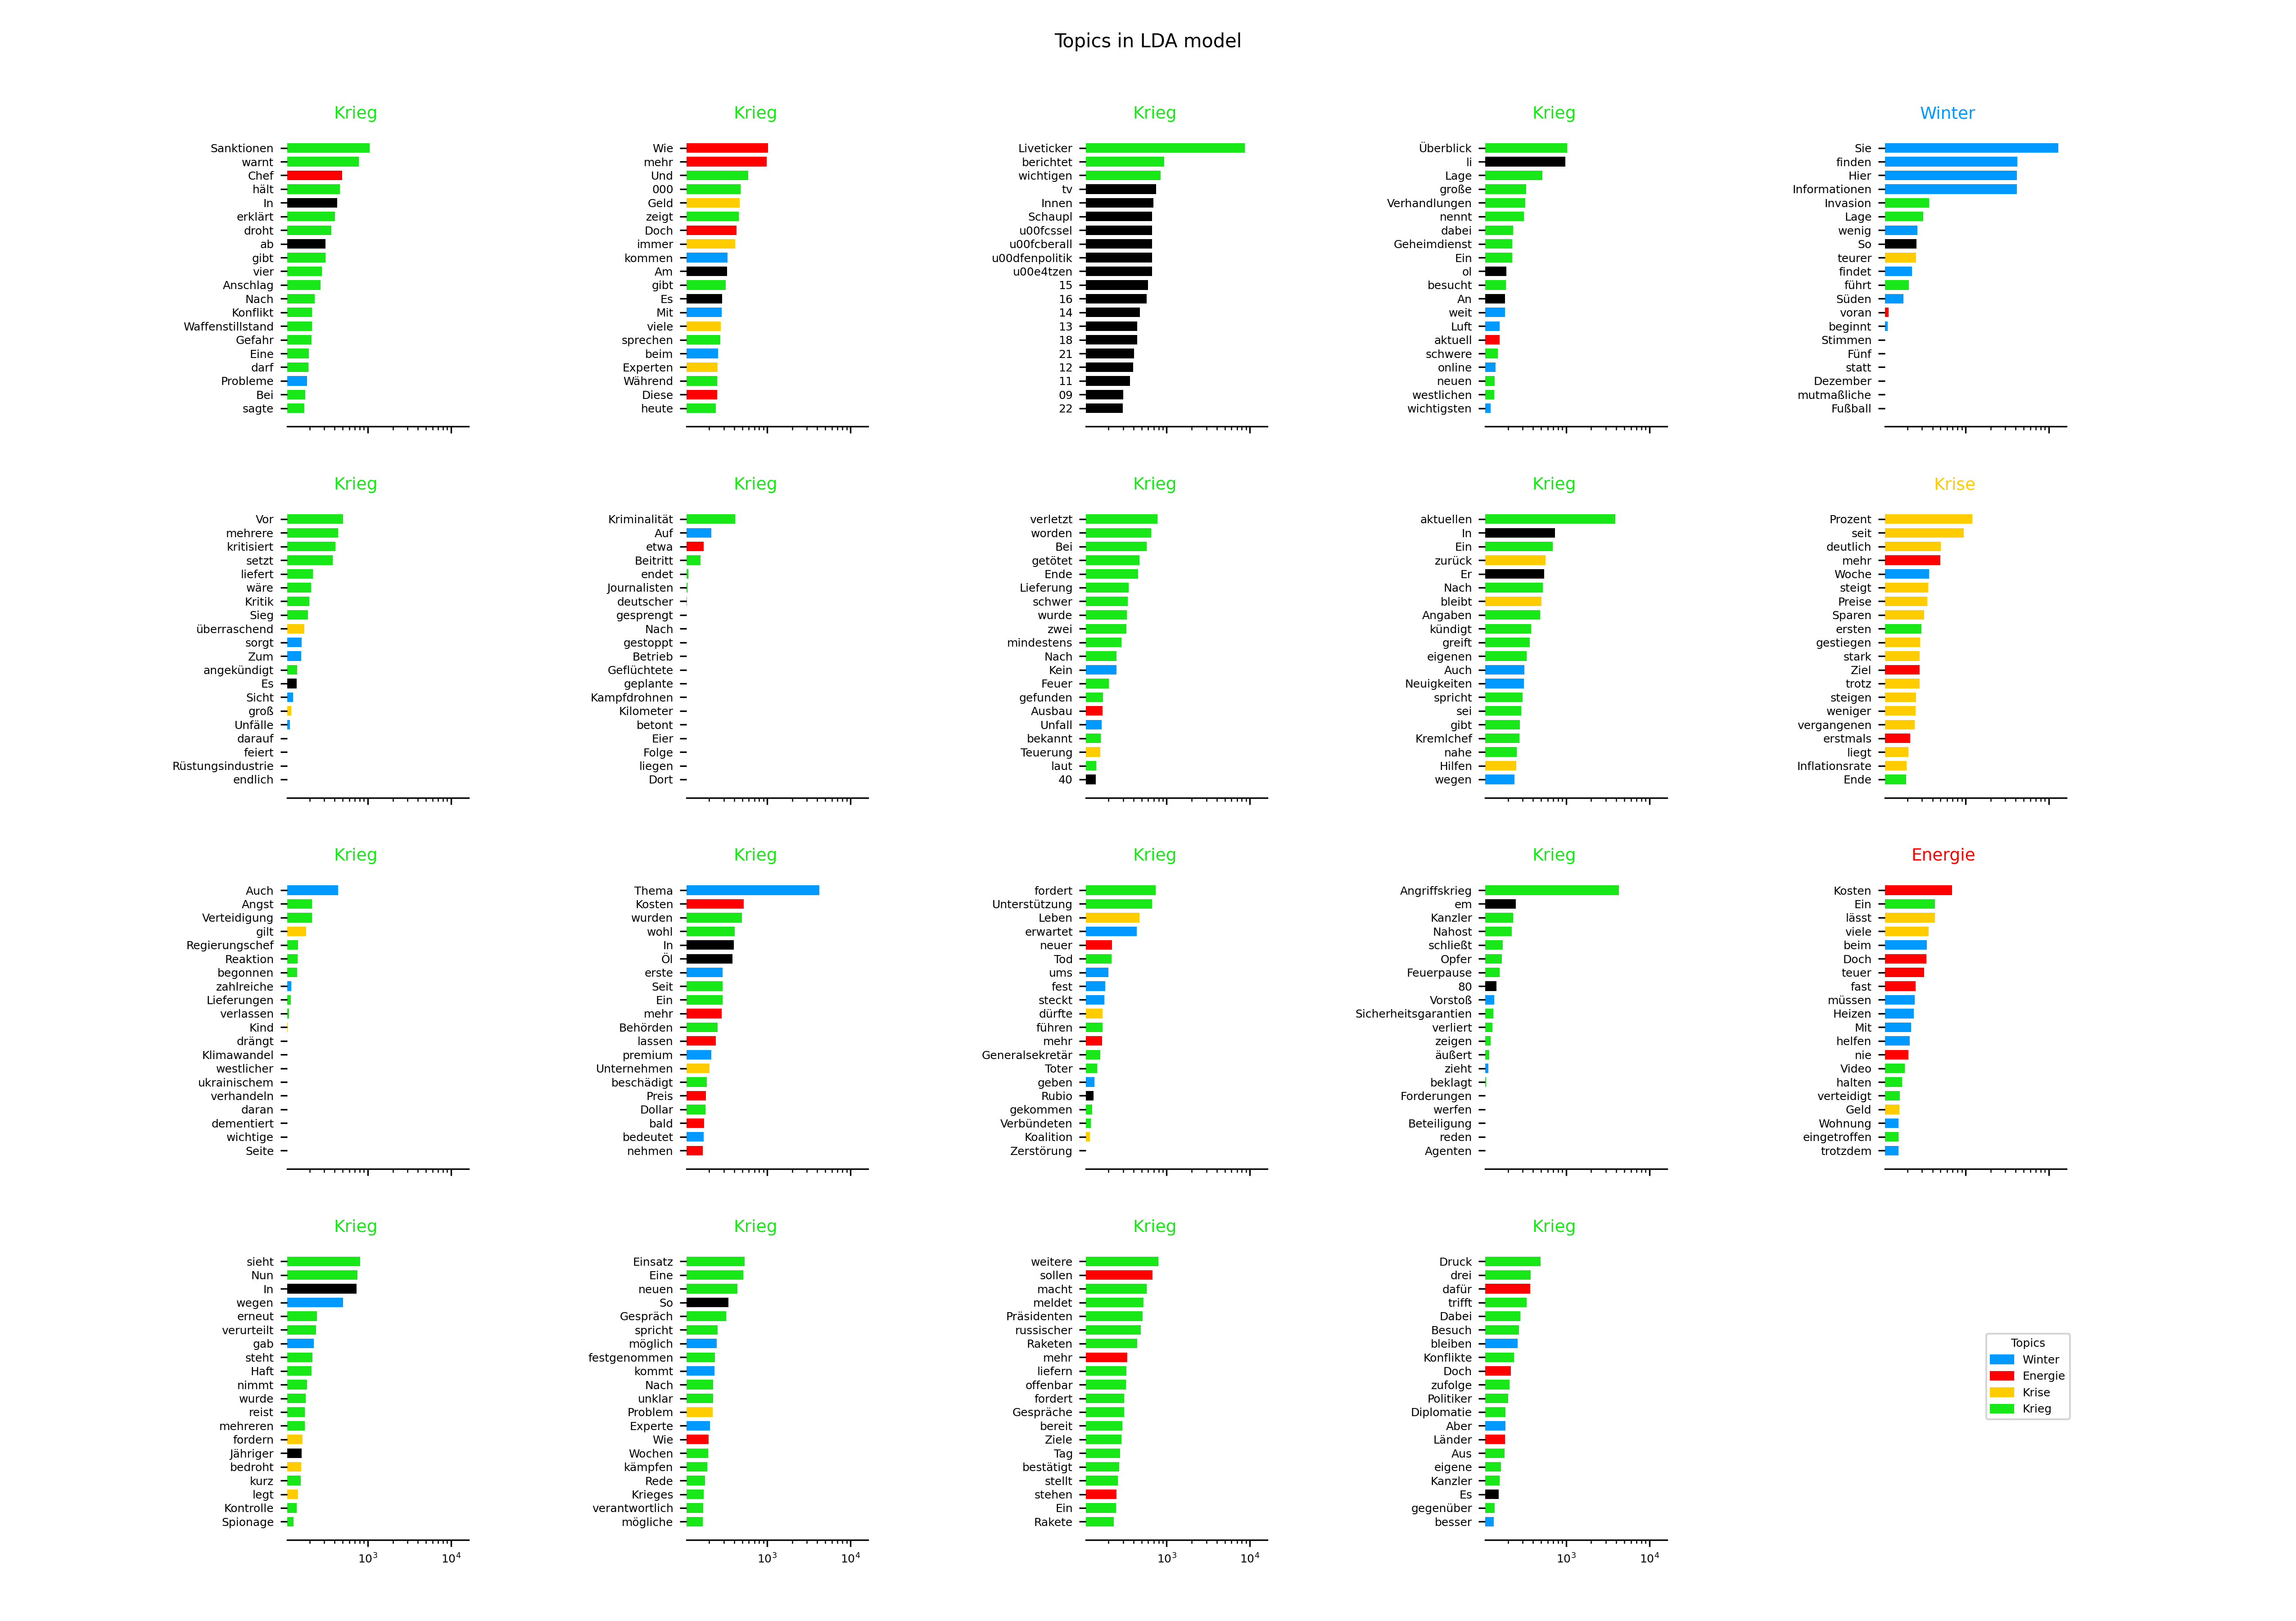 Topics in LDA model
Krieg
Sanktionen
warnt
Chef
hält
In
erklärt
droht
ab
gibt
vier
Anschlag
Nach
Konflikt
Waffenstillstand
Gefahr
Eine
darf
Probleme
Bei
sagte
Krieg
Wie
mehr
Und
000
Geld
zeigt
Doch
immer
kommen
Am
gibt
Es
Mit
viele
sprechen
beim
Experten
Während
Diese
heute
Krieg
Liveticker
berichtet
wichtigen
tv
Innen
Schaupl
u00fcssel
u00fcberall
u00dfenpolitik
u00e4tzen
15
16
14
13
18
21
12
11
09
22
Krieg
Überblick
li
Lage
große
Verhandlungen
nennt
dabei
Geheimdienst
Ein
ol
besucht
An
weit
Luft
aktuell
schwere
online
neuen
westlichen
wichtigsten
Winter
Sie
finden
Hier
Informationen
Invasion
Lage
wenig
So
teurer
findet
führt
Süden
voran
beginnt
Stimmen
Fünf
statt
Dezember
mutmaßliche
Fußball
Krieg
Vor
mehrere
kritisiert
setzt
liefert
wäre
Kritik
Sieg
überraschend
sorgt
Zum
angekündigt
Es
Sicht
groß
Unfälle
darauf
feiert
Rüstungsindustrie
endlich
Krieg
Kriminalität
Auf
etwa
Beitritt
endet
Journalisten
deutscher
gesprengt
Nach
gestoppt
Betrieb
Geflüchtete
geplante
Kampfdrohnen
Kilometer
betont
Eier
Folge
liegen
Dort
Krieg
verletzt
worden
Bei
getötet
Ende
Lieferung
schwer
wurde
zwei
mindestens
Nach
Kein
Feuer
gefunden
Ausbau
Unfall
bekannt
Teuerung
laut
40
Krieg
aktuellen
In
Ein
zurück
Er
Nach
bleibt
Angaben
kündigt
greift
eigenen
Auch
Neuigkeiten
spricht
sei
gibt
Kremlchef
nahe
Hilfen
wegen
Krise
Prozent
seit
deutlich
mehr
Woche
steigt
Preise
Sparen
ersten
gestiegen
stark
Ziel
trotz
steigen
weniger
vergangenen
erstmals
liegt
Inflationsrate
Ende
Krieg
Auch
Angst
Verteidigung
gilt
Regierungschef
Reaktion
begonnen
zahlreiche
Lieferungen
verlassen
Kind
drängt
Klimawandel
westlicher
ukrainischem
verhandeln
daran
dementiert
wichtige
Seite
Krieg
Thema
Kosten
wurden
wohl
In
Öl
erste
Seit
Ein
mehr
Behörden
lassen
premium
Unternehmen
beschädigt
Preis
Dollar
bald
bedeutet
nehmen
Krieg
fordert
Unterstützung
Leben
erwartet
neuer
Tod
ums
fest
steckt
dürfte
führen
mehr
Generalsekretär
Toter
geben
Rubio
gekommen
Verbündeten
Koalition
Zerstörung
Krieg
Angriffskrieg
em
Kanzler
Nahost
schließt
Opfer
Feuerpause
80
Vorstoß
Sicherheitsgarantien
verliert
zeigen
äußert
zieht
beklagt
Forderungen
werfen
Beteiligung
reden
Agenten
Energie
Kosten
Ein
lässt
viele
beim
Doch
teuer
fast
müssen
Heizen
Mit
helfen
nie
Video
halten
verteidigt
Geld
Wohnung
eingetroffen
trotzdem
Krieg
sieht
Nun
In
wegen
erneut
verurteilt
gab
steht
Haft
nimmt
wurde
reist
mehreren
fordern
Jähriger
bedroht
kurz
legt
Kontrolle
Spionage
10³ 10⁴
Krieg
Einsatz
Eine
neuen
So
Gespräch
spricht
möglich
festgenommen
kommt
Nach
unklar
Problem
Experte
Wie
Wochen
kämpfen
Rede
Krieges
verantwortlich
mögliche
10³ 10⁴
Krieg
weitere
sollen
macht
meldet
Präsidenten
russischer
Raketen
mehr
liefern
offenbar
fordert
Gespräche
bereit
Ziele
Tag
bestätigt
stellt
stehen
Ein
Rakete
10³ 10⁴
Krieg
Druck
drei
dafür
trifft
Dabei
Besuch
bleiben
Konflikte
Doch
zufolge
Politiker
Diplomatie
Aber
Länder
Aus
eigene
Kanzler
Es
gegenüber
besser
10³ 10⁴
Topics
Winter
Energie
Krise
Krieg